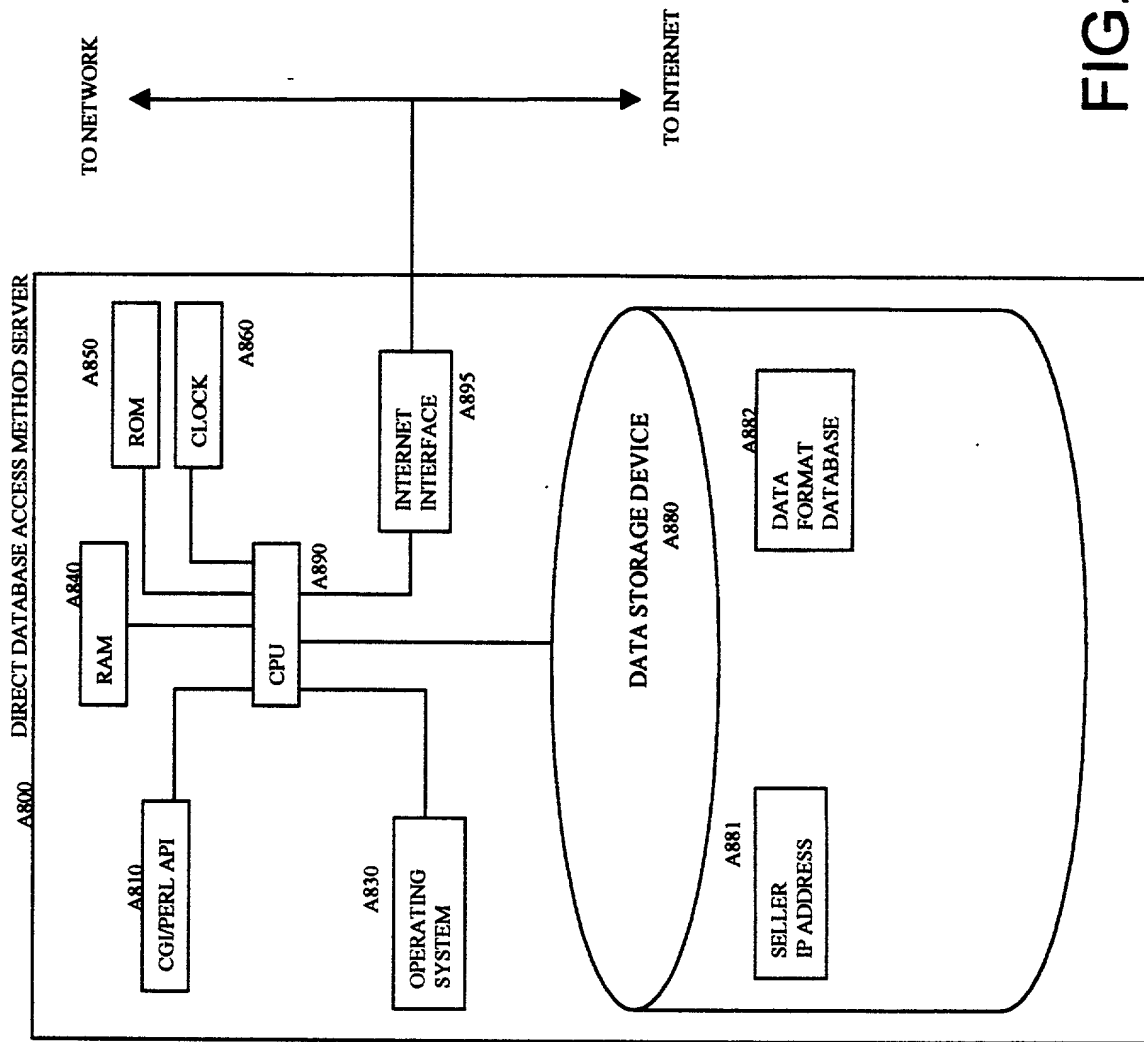 A800 DIRECT DATABASE ACCESS METHOD SERVER
A810
CGI/PERL API
A840
RAM
A850
ROM
A860
CLOCK
A890
CPU
A830
OPERATING
SYSTEM
INTERNET
INTERFACE
A895
TO NETWORK
TO INTERNET
DATA STORAGE DEVICE
A880
A881
SELLER
IP ADDRESS
A882
DATA
FORMAT
DATABASE
FIG.